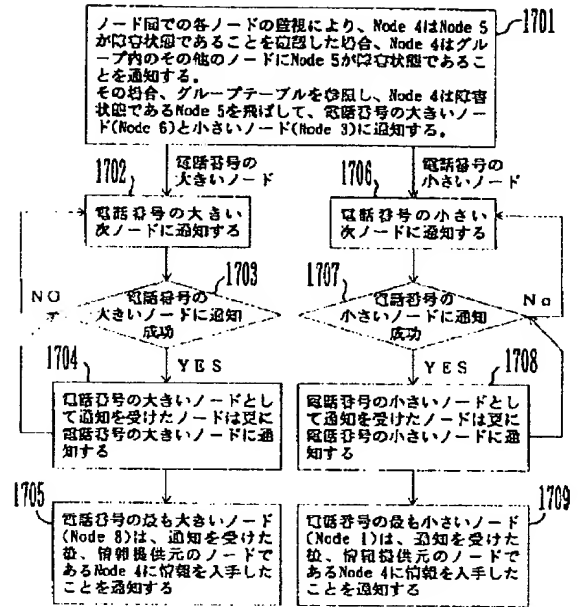 1701
ノード間での各ノードの監視により、Node 4はNode 5
が障害状態であることを確認した場合、Node 4はグルー
プ内のその他のノードにNode 5が障害状態であるこ
とを通知する。
その場合、グループテーブルを参照し、Node 4は障害
状態であるNode 5を飛ばして、電話番号の大きいノー
ド(Node 6)と小さいノード(Node 3)に通知する。
1702
電話番号の
大きいノード
電話番号の大きい
次ノードに通知する
1703
NO
電話番号の
大きいノードに通知
成功
YES
1704
電話番号の大きいノードとし
て通知を受けたノードは更に
電話番号の大きいノードに通
知する
1705
電話番号の最も大きいノード
(Node 8)は、通知を受けた
後、情報提供元のノードで
あるNode 4に情報を入手した
ことを通知する
1706
電話番号の
小さいノード
電話番号の小さい
次ノードに通知する
1707
No
電話番号の
小さいノードに通知
成功
YES
1708
電話番号の小さいノードとし
て通知を受けたノードは更に
電話番号の小さいノードに通
知する
1709
電話番号の最も小さいノード
(Node 1)は、通知を受けた
後、情報提供元のノードで
あるNode 4に情報を入手した
ことを通知する